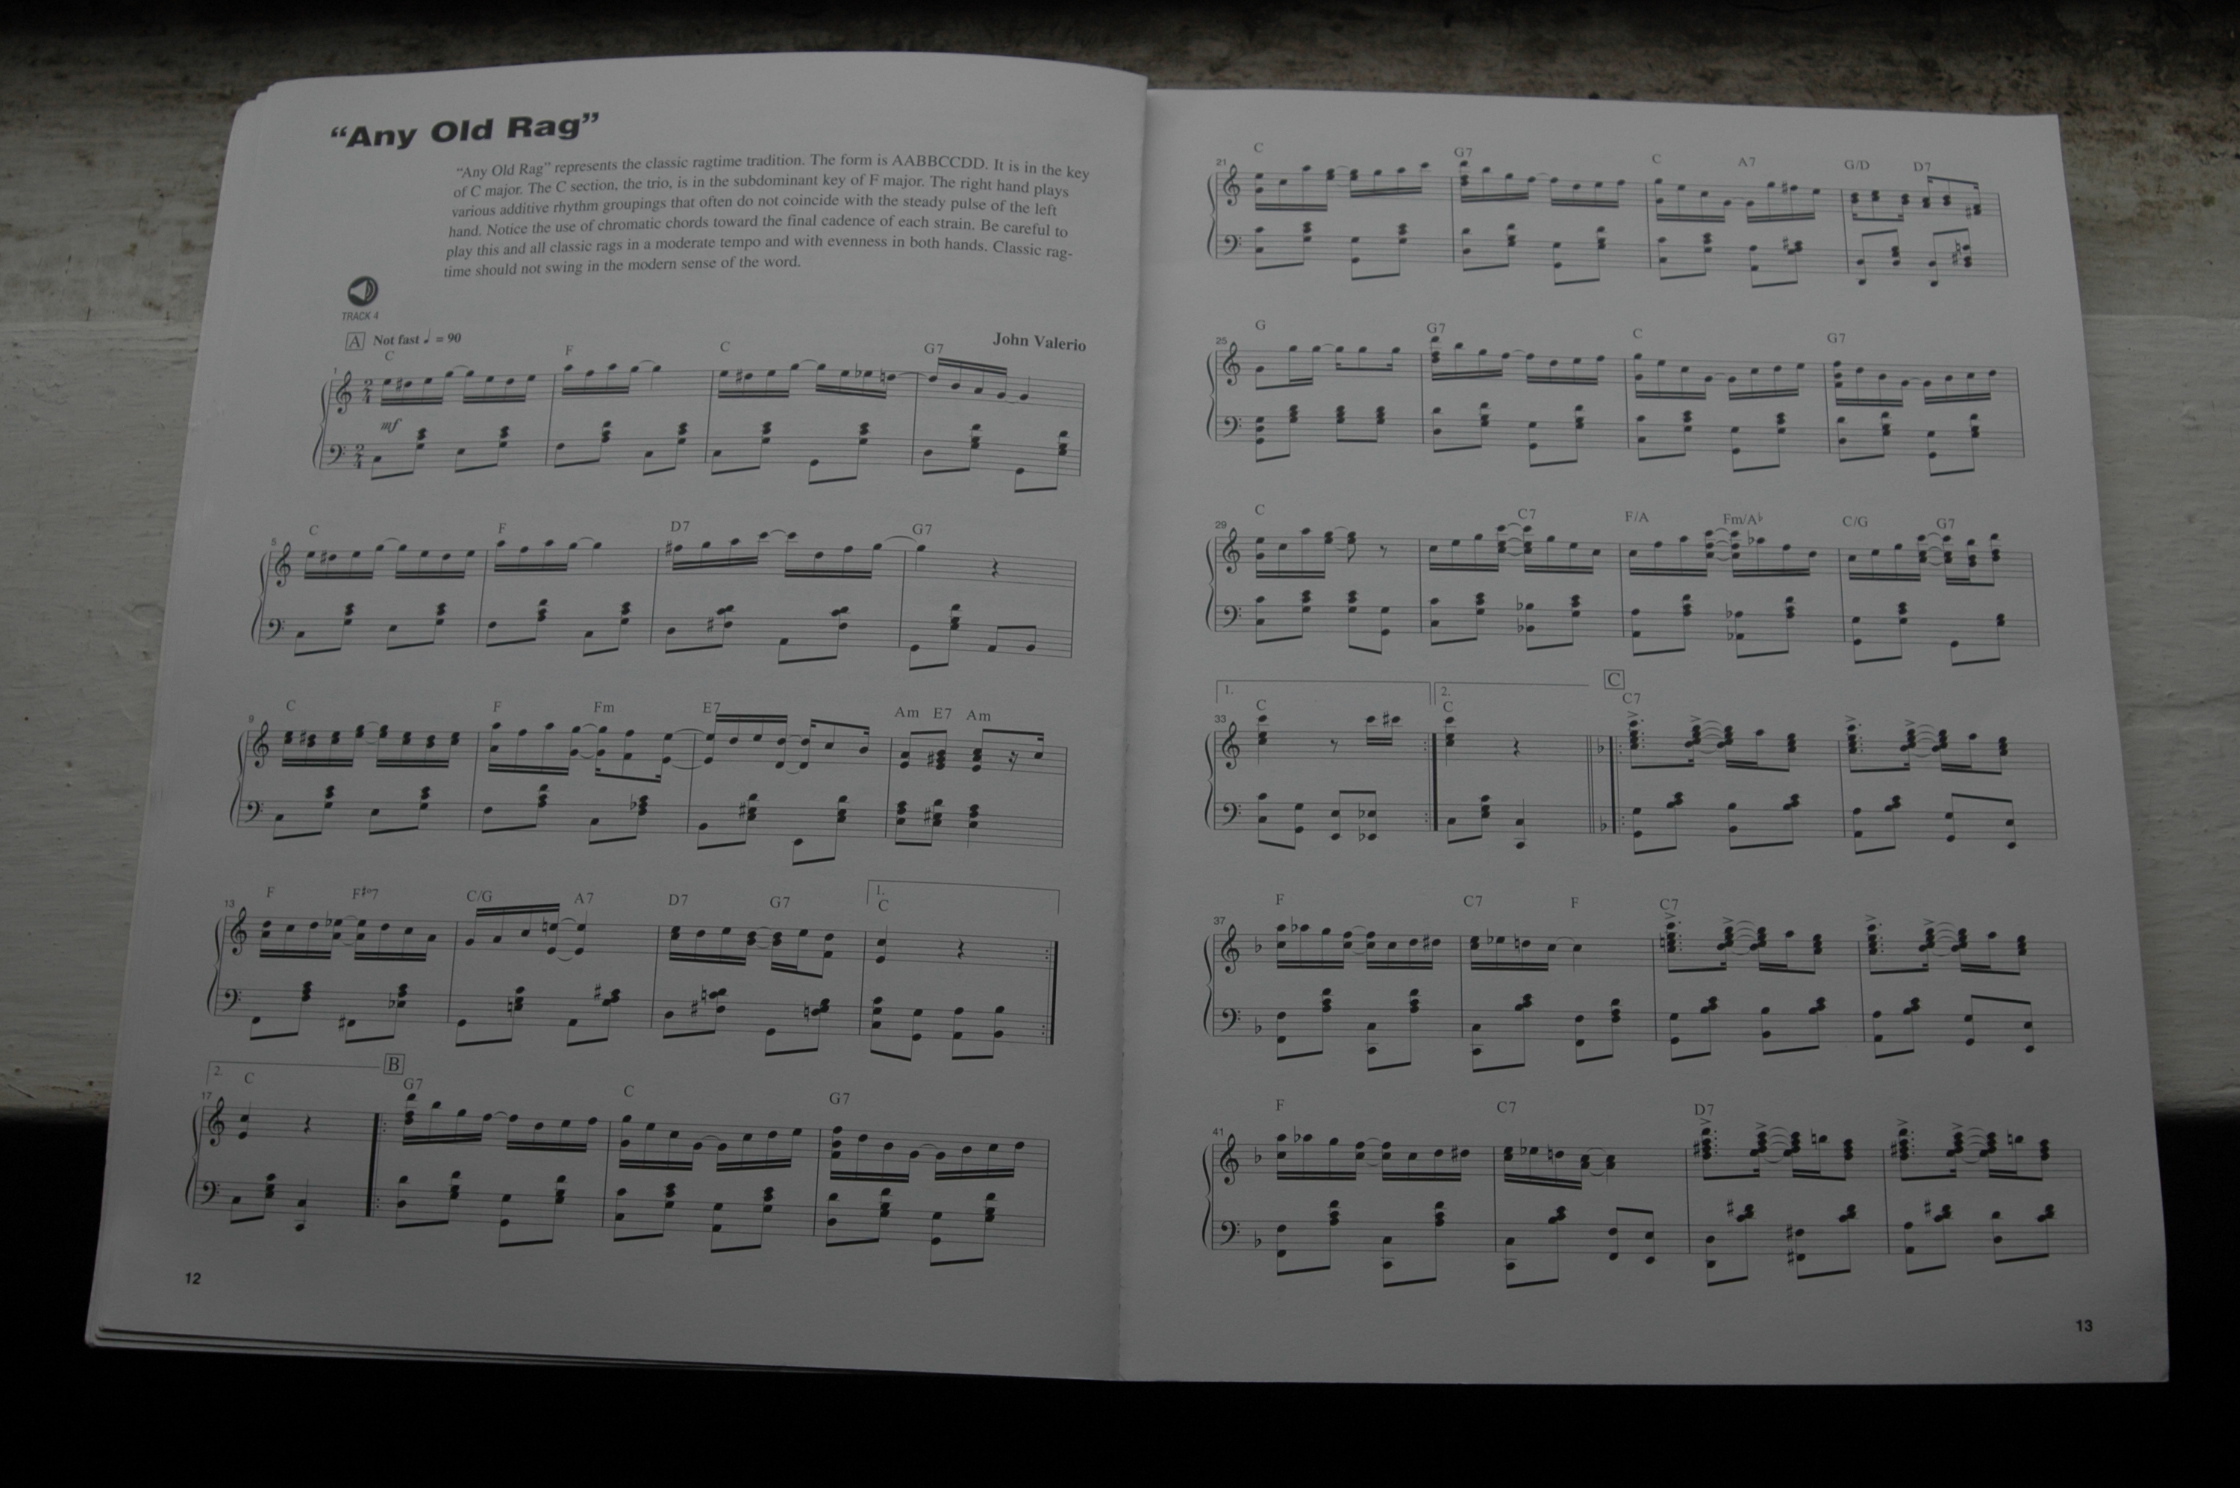 “Any Old Rag”
“Any Old Rag” represents the classic ragtime tradition. The form is AABBCCDD. It is in the key
of C major. The C section, the trio, is in the subdominant key of F major. The right hand plays
various additive rhythm groupings that often do not coincide with the steady pulse of the left
hand. Notice the use of chromatic chords toward the final cadence of each strain. Be careful to
play this and all classic rags in a moderate tempo and with evenness in both hands. Classic rag-
time should not swing in the modern sense of the word.
TRACK 4
A Not fast ♩ = 90
John Valerio
C F C G7
1
2 4
mf
2 4
C F D7 G7
5
C F Fm E7 Am E7 Am
9
F F#°7 C/G A7 D7 G7 1. C
13
2. C B G7 C G7
17
12
C G7 C A7 G/D D7
21
G G7 C G7
25
C C7 F/A Fm/A♭ C/G G7
29
1. C 2. C C C7
33
F C7 F C7
37
F C7 D7
41
13